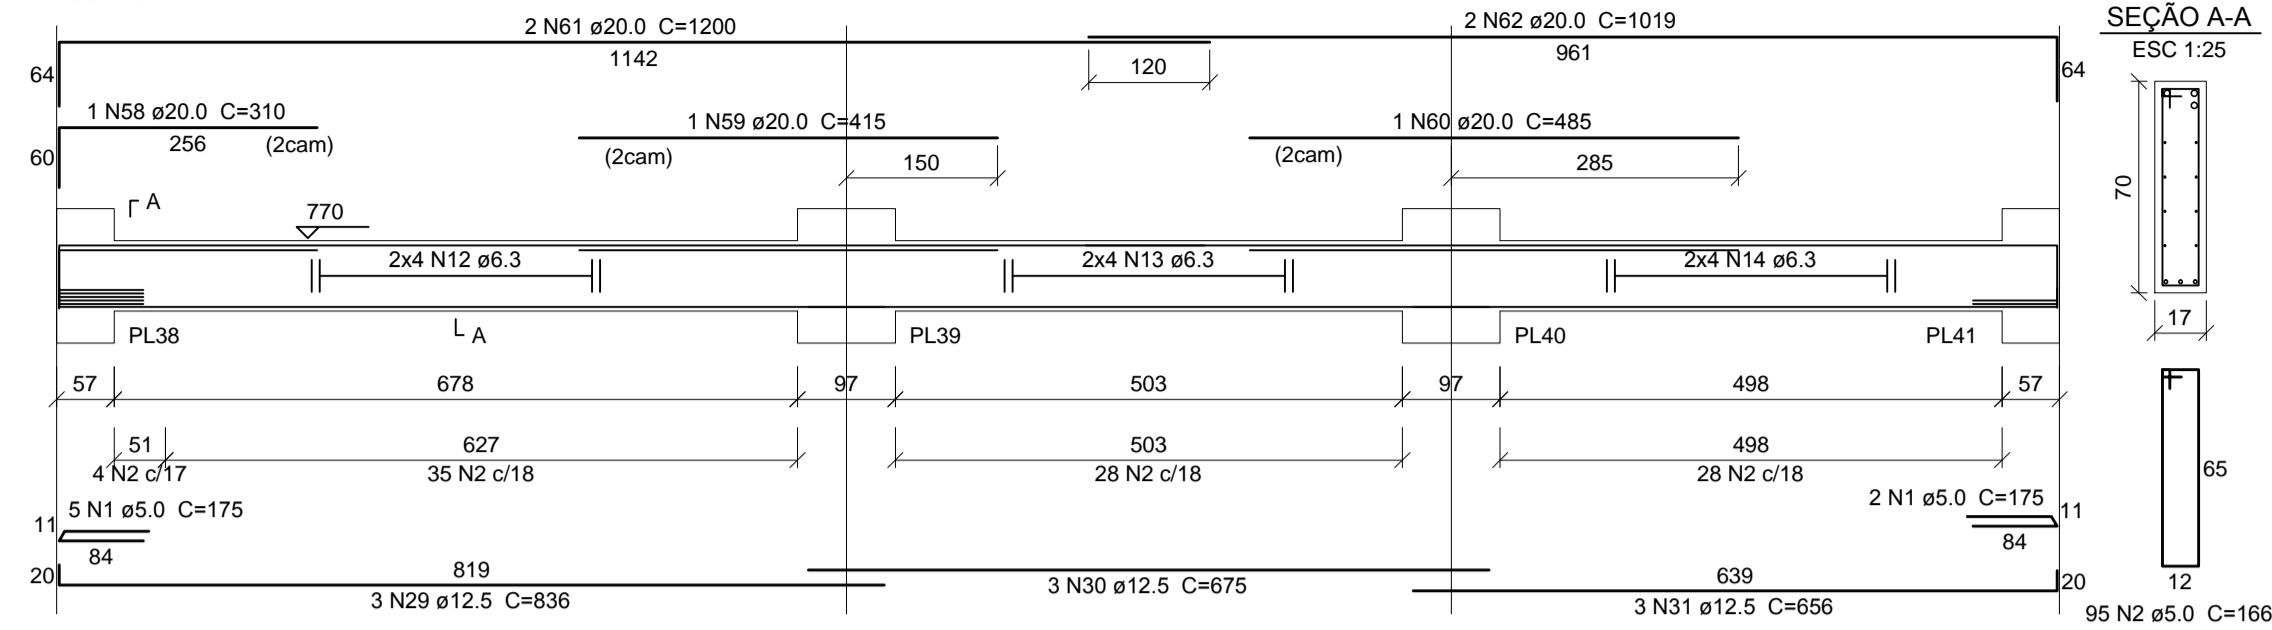 2 N61 ø20.0 C=1200
1142
2 N62 ø20.0 C=1019
961
120
64
64
1 N58 ø20.0 C=310
256
(2cam)
60
1 N59 ø20.0 C=415
(2cam)
150
1 N60 ø20.0 C=485
(2cam)
285
SEÇÃO A-A
ESC 1:25
70
17
A
770
2x4 N12 ø6.3
2x4 N13 ø6.3
2x4 N14 ø6.3
PL38
A
PL39
PL40
PL41
57
678
97
503
97
498
57
51
627
503
498
4 N2 c/17
35 N2 c/18
28 N2 c/18
28 N2 c/18
5 N1 ø5.0 C=175
11
84
2 N1 ø5.0 C=175
11
84
20
819
3 N29 ø12.5 C=836
3 N30 ø12.5 C=675
639
3 N31 ø12.5 C=656
20
65
12
95 N2 ø5.0 C=166